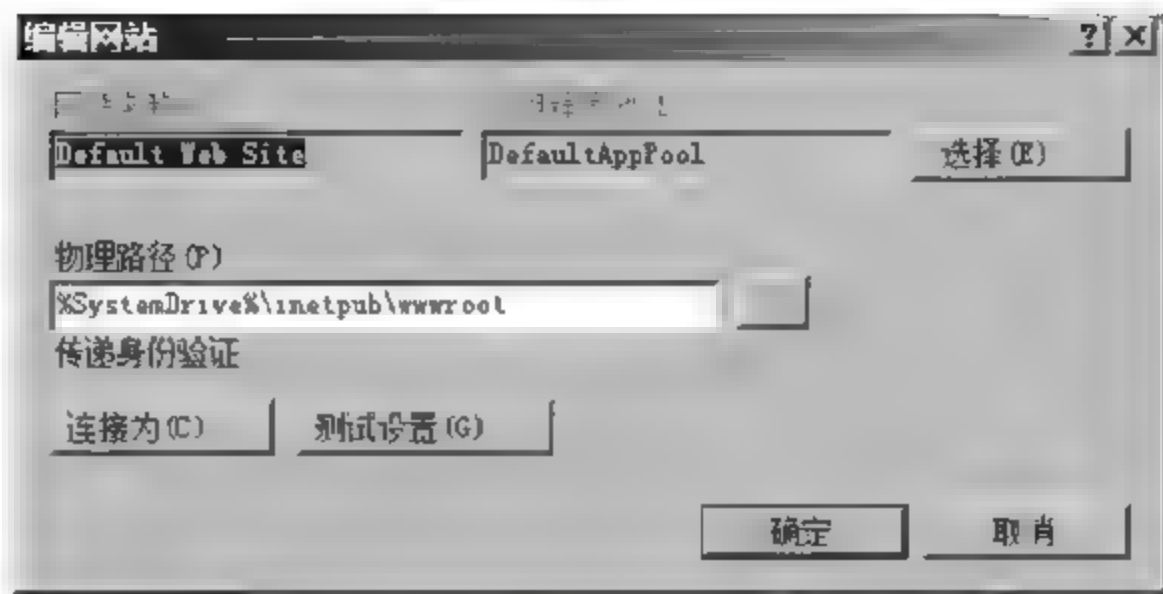 编辑网站
Default Web Site DefaultAppPool 选择(E)
物理路径(P)
%SystemDrive%\inetpub\wwwroot
传递身份验证
连接为(C) 测试设置(G)
确定 取消